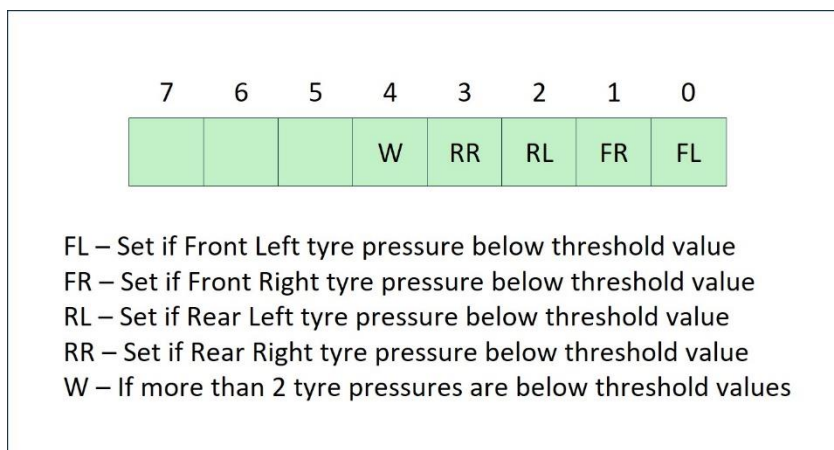 7 6 5 4 3 2 1 0
W RR RL FR FL
FL – Set if Front Left tyre pressure below threshold value
FR – Set if Front Right tyre pressure below threshold value
RL – Set if Rear Left tyre pressure below threshold value
RR – Set if Rear Right tyre pressure below threshold value
W – If more than 2 tyre pressures are below threshold values